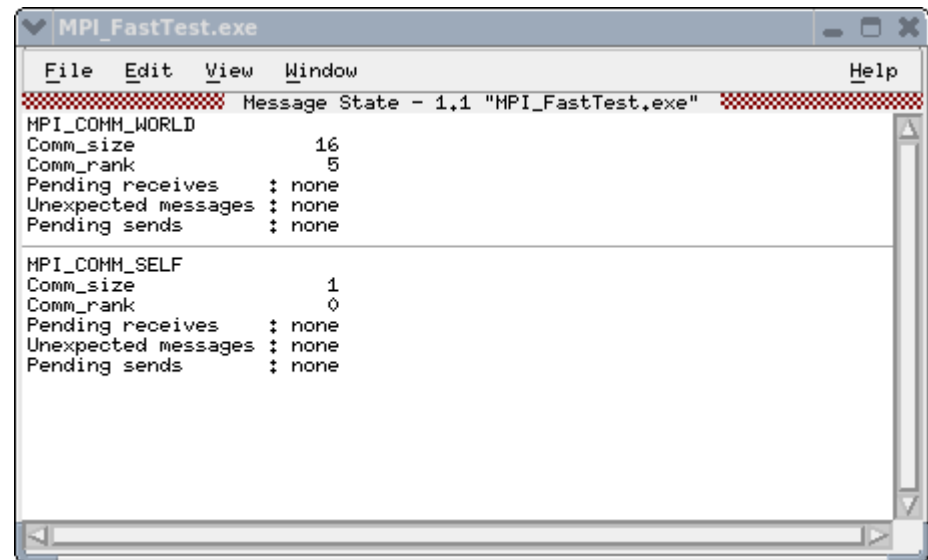 MPI_FastTest.exe
File Edit View Window Help
Message State - 1.1 "MPI_FastTest.exe"
MPI_COMM_WORLD
Comm_size 16
Comm_rank 5
Pending receives : none
Unexpected messages : none
Pending sends : none
MPI_COMM_SELF
Comm_size 1
Comm_rank 0
Pending receives : none
Unexpected messages : none
Pending sends : none